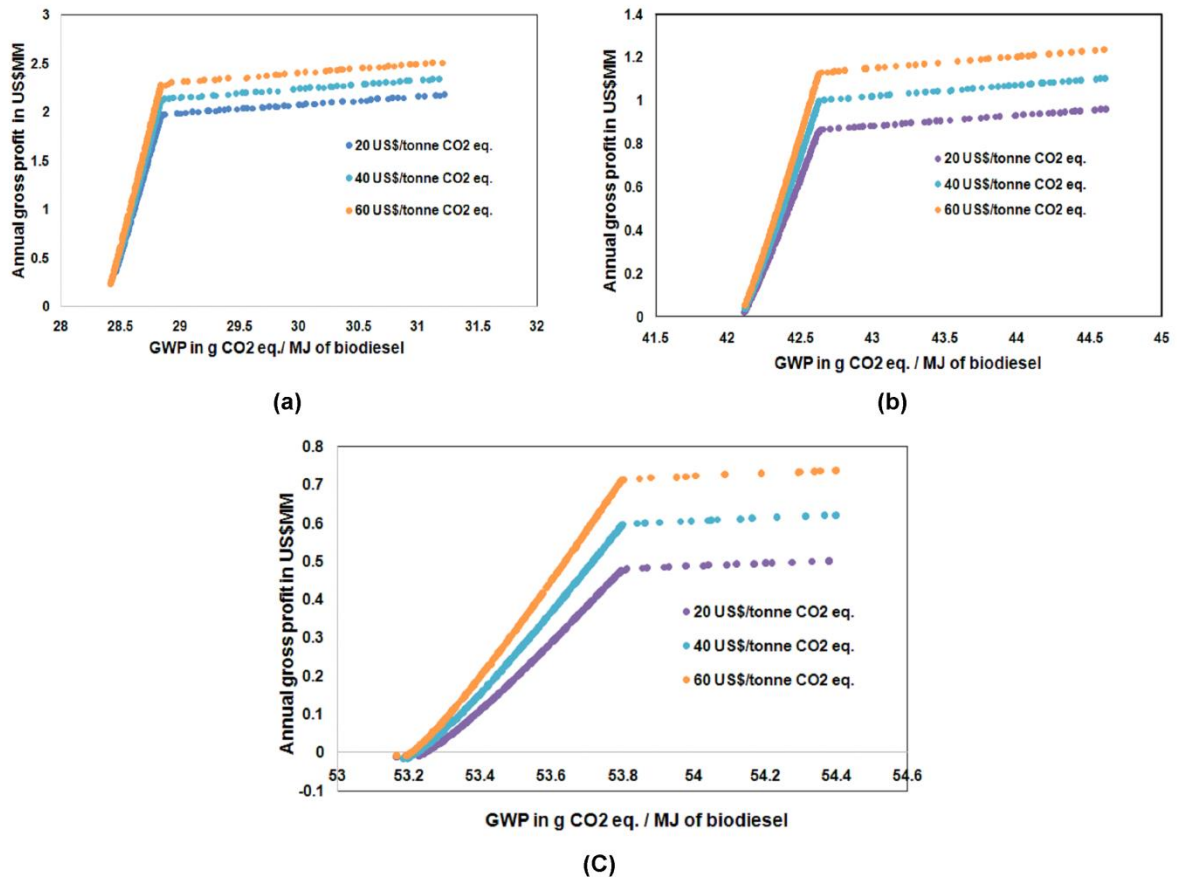 Annual gross profit in US$MM
3
2.5
2
1.5
1
0.5
0
28 28.5 29 29.5 30 30.5 31 31.5 32
GWP in g CO2 eq./ MJ of biodiesel
20 US$/tonne CO2 eq.
40 US$/tonne CO2 eq.
60 US$/tonne CO2 eq.
(a)
Annual gross profit in US$MM
1.4
1.2
1
0.8
0.6
0.4
0.2
0
41.5 42 42.5 43 43.5 44 44.5 45
GWP in g CO2 eq. / MJ of biodiesel
20 US$/tonne CO2 eq.
40 US$/tonne CO2 eq.
60 US$/tonne CO2 eq.
(b)
Annual gross profit in US$MM
0.8
0.7
0.6
0.5
0.4
0.3
0.2
0.1
0
-0.1
53 53.2 53.4 53.6 53.8 54 54.2 54.4 54.6
GWP in g CO2 eq. / MJ of biodiesel
20 US$/tonne CO2 eq.
40 US$/tonne CO2 eq.
60 US$/tonne CO2 eq.
(C)